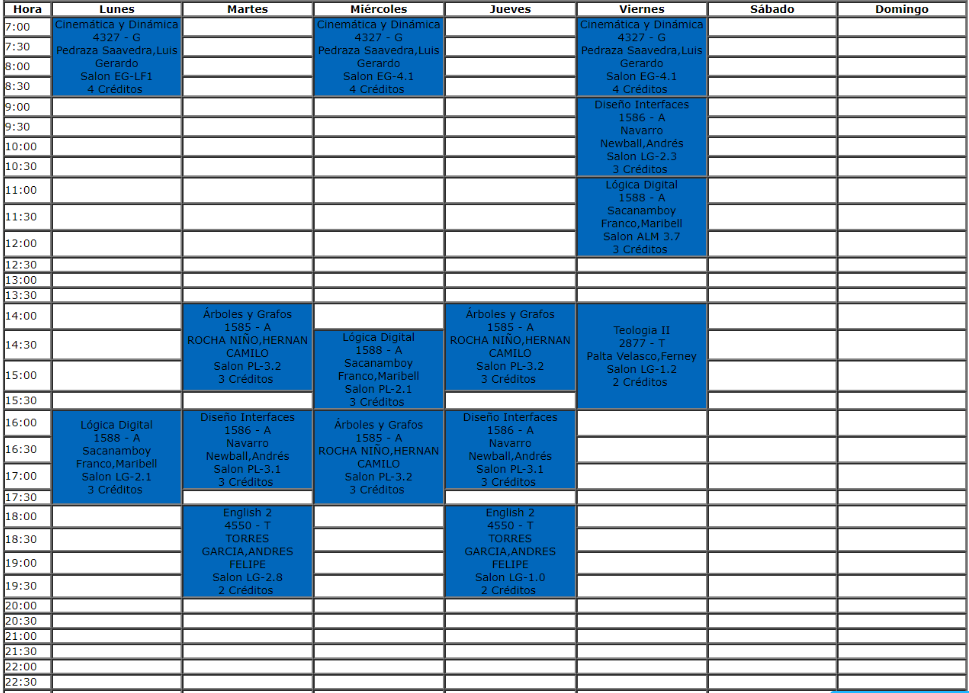 Hora Lunes Martes Miércoles Jueves Viernes Sábado Domingo
7:00
7:30
8:00
8:30
9:00
9:30
10:00
10:30
11:00
11:30
12:00
12:30
13:00
13:30
14:00
14:30
15:00
15:30
16:00
16:30
17:00
17:30
18:00
18:30
19:00
19:30
20:00
20:30
21:00
21:30
22:00
22:30
Cinemática y Dinámica
4327 - G
Pedraza Saavedra,Luis
Gerardo
Salon EG-LF1
4 Créditos
Lógica Digital
1588 - A
Sacanamboy
Franco,Maribell
Salon LG-2.1
3 Créditos
Árboles y Grafos
1585 - A
ROCHA NIÑO,HERNAN
CAMILO
Salon PL-3.2
3 Créditos
Diseño Interfaces
1586 - A
Navarro
Newball,Andrés
Salon PL-3.1
3 Créditos
English 2
4550 - T
TORRES
GARCIA,ANDRES
FELIPE
Salon LG-2.8
2 Créditos
Cinemática y Dinámica
4327 - G
Pedraza Saavedra,Luis
Gerardo
Salon EG-4.1
4 Créditos
Lógica Digital
1588 - A
Sacanamboy
Franco,Maribell
Salon PL-2.1
3 Créditos
Árboles y Grafos
1585 - A
ROCHA NIÑO,HERNAN
CAMILO
Salon PL-3.2
3 Créditos
Árboles y Grafos
1585 - A
ROCHA NIÑO,HERNAN
CAMILO
Salon PL-3.2
3 Créditos
Diseño Interfaces
1586 - A
Navarro
Newball,Andrés
Salon PL-3.1
3 Créditos
English 2
4550 - T
TORRES
GARCIA,ANDRES
FELIPE
Salon LG-1.0
2 Créditos
Cinemática y Dinámica
4327 - G
Pedraza Saavedra,Luis
Gerardo
Salon EG-4.1
4 Créditos
Diseño Interfaces
1586 - A
Navarro
Newball,Andrés
Salon LG-2.3
3 Créditos
Lógica Digital
1588 - A
Sacanamboy
Franco,Maribell
Salon ALM 3.7
3 Créditos
Teologia II
2877 - T
Palta Velasco,Ferney
Salon LG-1.2
2 Créditos